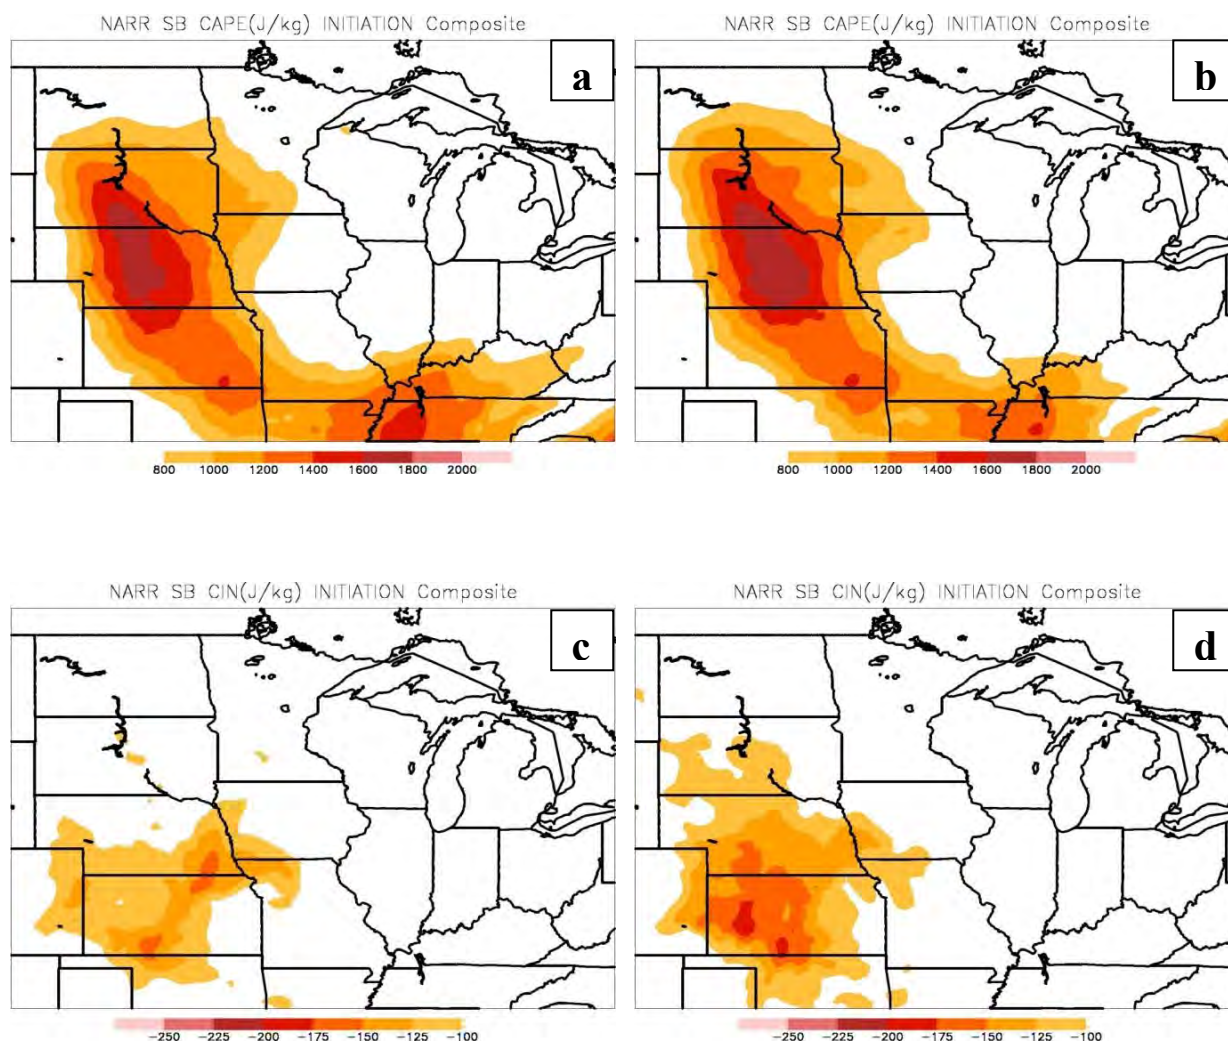 NARR SB CAPE(J/kg) INITIATION Composite
a
800 1000 1200 1400 1600 1800 2000
NARR SB CAPE(J/kg) INITIATION Composite
b
800 1000 1200 1400 1600 1800 2000
NARR SB CIN(J/kg) INITIATION Composite
c
−250 −225 −200 −175 −150 −125 −100
NARR SB CIN(J/kg) INITIATION Composite
d
−250 −225 −200 −175 −150 −125 −100